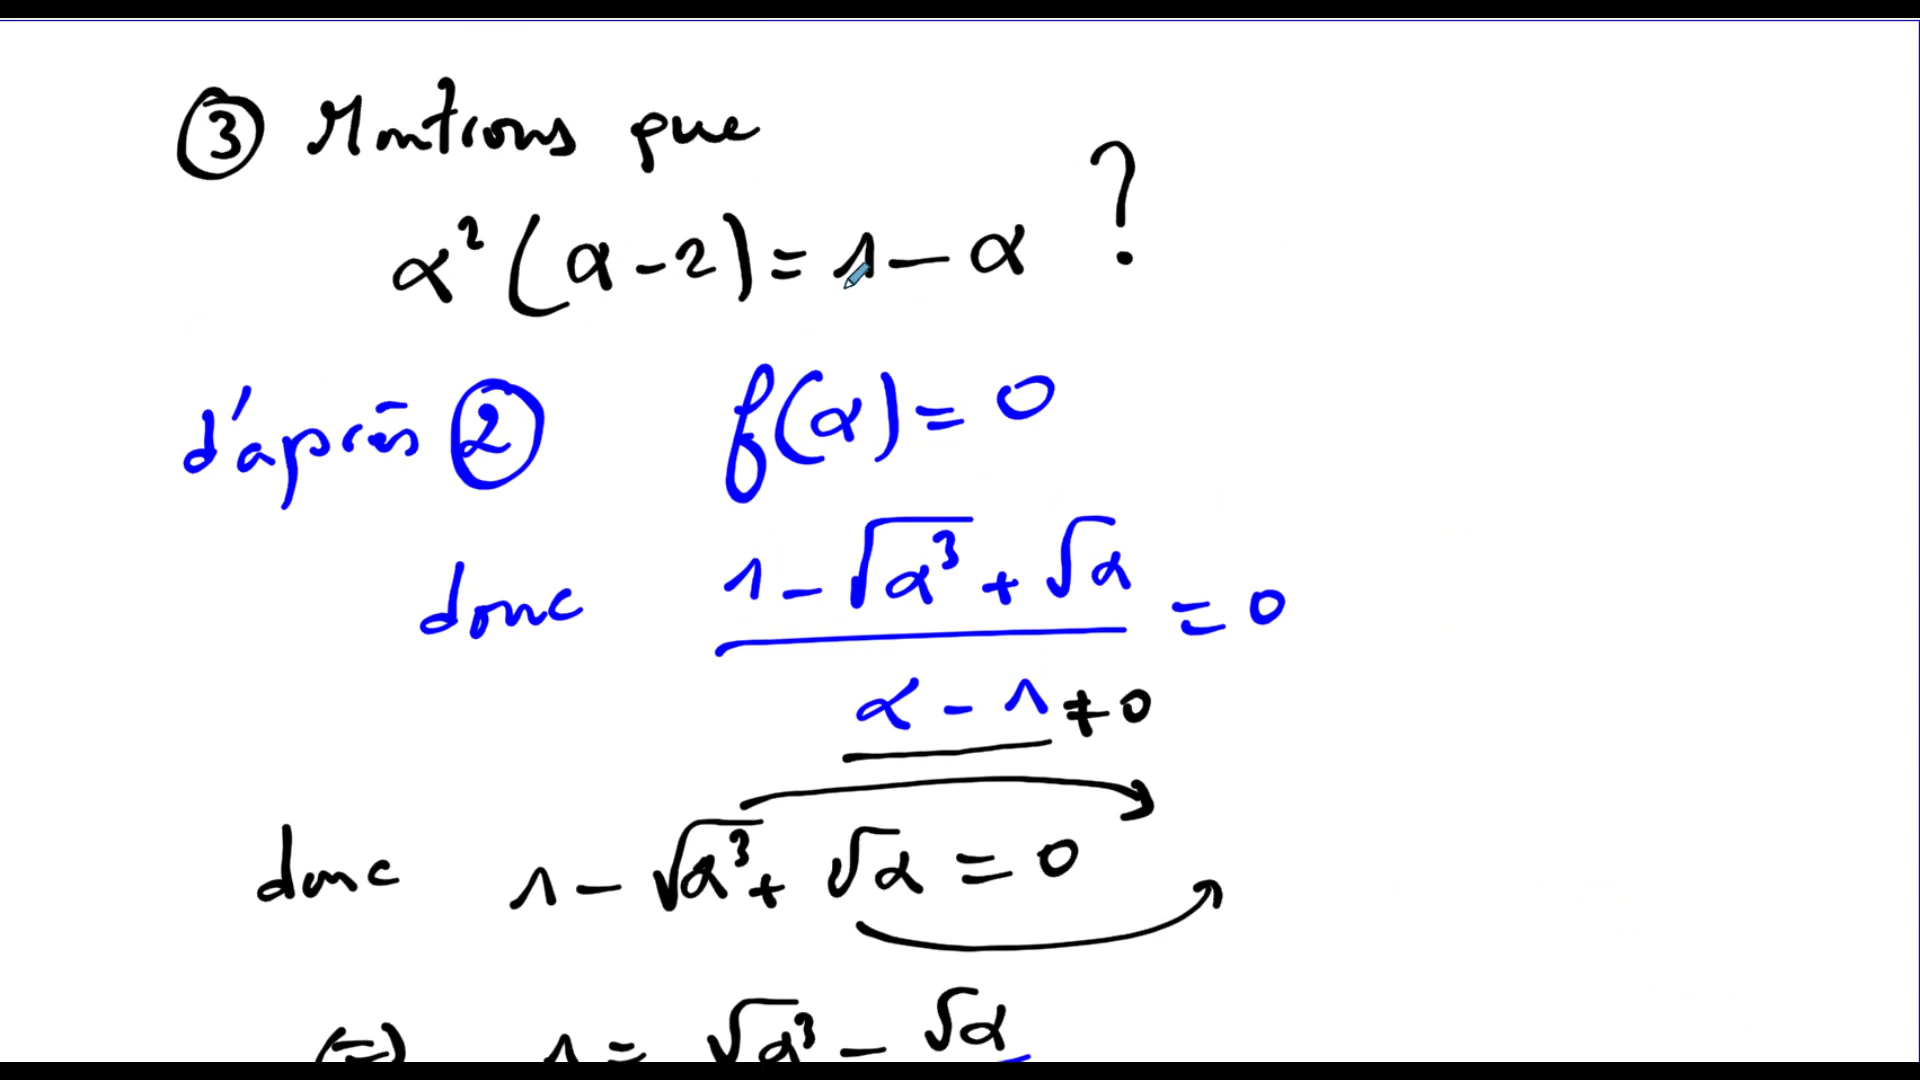 ③ Montrons que
α²(α-2)=1-α ?
d'après ② f(α)=0
donc (1-√α³+√α)/(α-1) = 0
≠0
donc 1-√α³+√α=0
(=) 1=√α³-√α